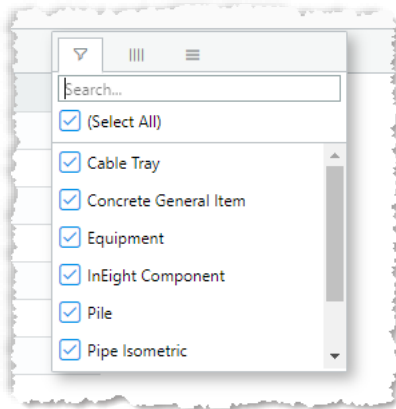 Search...
(Select All)
Cable Tray
Concrete General Item
Equipment
InEight Component
Pile
Pipe Isometric